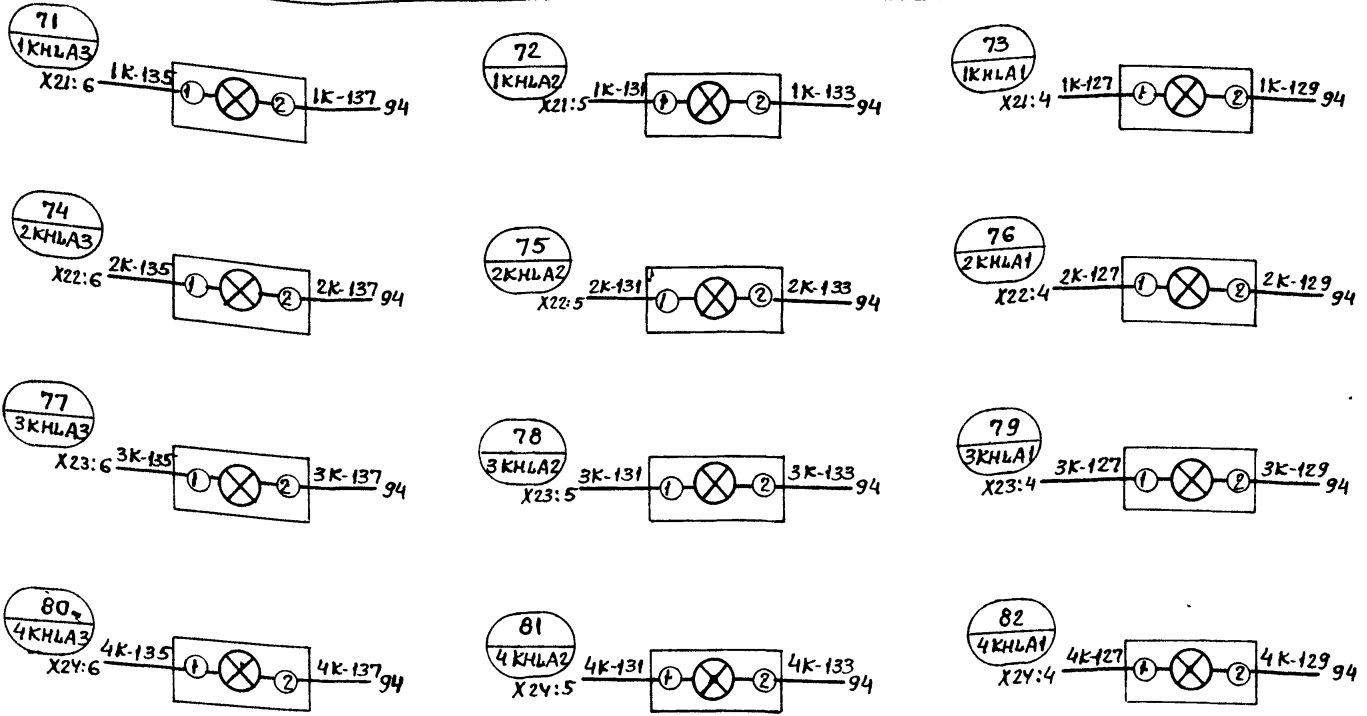 71
1KHLA3
X21:6 1K-135 1 2 1K-137 94
72
1KHLA2
X21:5 1K-131 1 2 1K-133 94
73
1KHLA1
X21:4 1K-127 1 2 1K-129 94
74
2KHLA3
X22:6 2K-135 1 2 2K-137 94
75
2KHLA2
X22:5 2K-131 1 2 2K-133 94
76
2KHLA1
X22:4 2K-127 1 2 2K-129 94
77
3KHLA3
X23:6 3K-135 1 2 3K-137 94
78
3KHLA2
X23:5 3K-131 1 2 3K-133 94
79
3KHLA1
X23:4 3K-127 1 2 3K-129 94
80
4KHLA3
X24:6 4K-135 1 2 4K-137 94
81
4KHLA2
X24:5 4K-131 1 2 4K-133 94
82
4KHLA1
X24:4 4K-127 1 2 4K-129 94